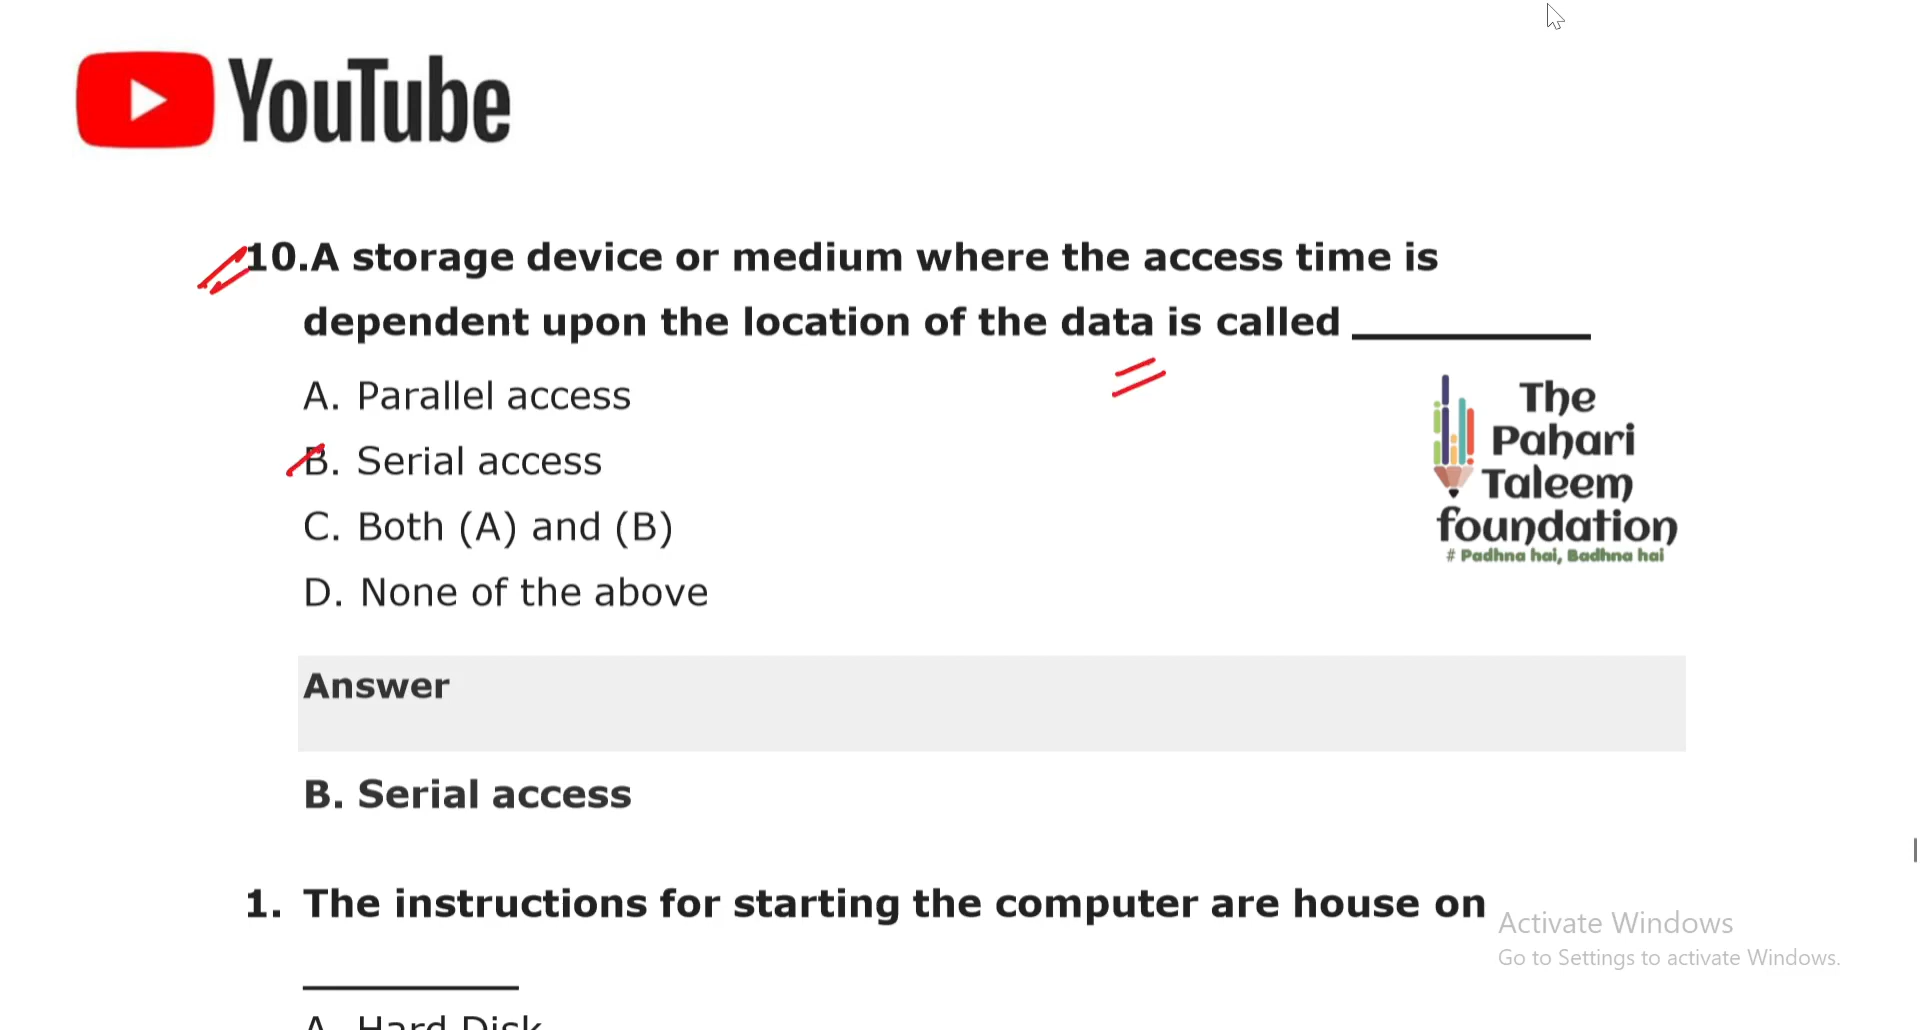 YouTube
10.A storage device or medium where the access time is
dependent upon the location of the data is called ___________
A. Parallel access
B. Serial access
C. Both (A) and (B)
D. None of the above
The
Pahari
Taleem
foundation
# Padhna hai, Badhna hai
Answer
B. Serial access
1. The instructions for starting the computer are house on
__________
Activate Windows
Go to Settings to activate Windows.
A. Hard Disk